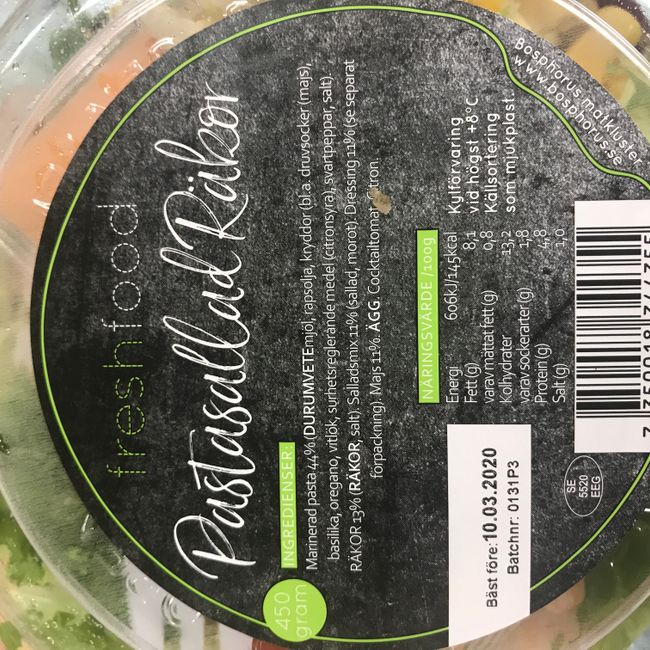 freshfood
Pastasallad Räkor
450
gram
INGREDIENSER:
Marinerad pasta 44% (DURUMVETEmjöl, rapsolja, kryddor (bl.a. druvsocker (majs),
basilika, oregano, vitlök, surhetsreglerande medel (citronsyra), svartpeppar, salt).
RÄKOR 13% (RÄKOR, salt). Salladsmix 11% (sallad, morot). Dressing 11% (se separat
förpackning). Majs 11%. ÄGG. Cocktailtomat.
NÄRINGSVÄRDE /100g
Energi 606kJ/145kcal
Fett(g) 8,1
varav mättat fett(g) 0,8
Kolhydrater 13,2
varav sockerarter(g) 1,8
Protein (g) 4,8
Salt(g) 1,0
Kylförvaring
vid högst +8°C
Källsortering
som mjukplast
Bosphorus matkluster
www.bosphorus.se
Bäst före: 10.03.2020
Batchnr: 0131P3
SE
5520
EEG